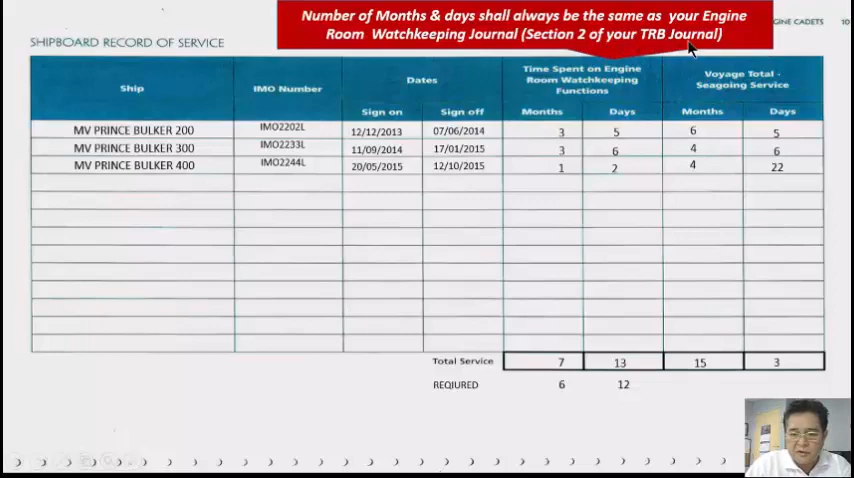 Number of Months & days shall always be the same as your Engine
Room Watchkeeping Journal (Section 2 of your TRB Journal)
GINE CADETS 10
SHIPBOARD RECORD OF SERVICE
Ship
IMO Number
Dates
Time Spent on Engine
Room Watchkeeping
Functions
Voyage Total -
Seagoing Service
Sign on Sign off Months Days Months Days
MV PRINCE BULKER 200 IMO2202L 12/12/2013 07/06/2014 3 5 6 5
MV PRINCE BULKER 300 IMO2233L 11/09/2014 17/01/2015 3 6 4 6
MV PRINCE BULKER 400 IMO2244L 20/05/2015 12/10/2015 1 2 4 22
Total Service 7 13 15 3
REQIURED 6 12